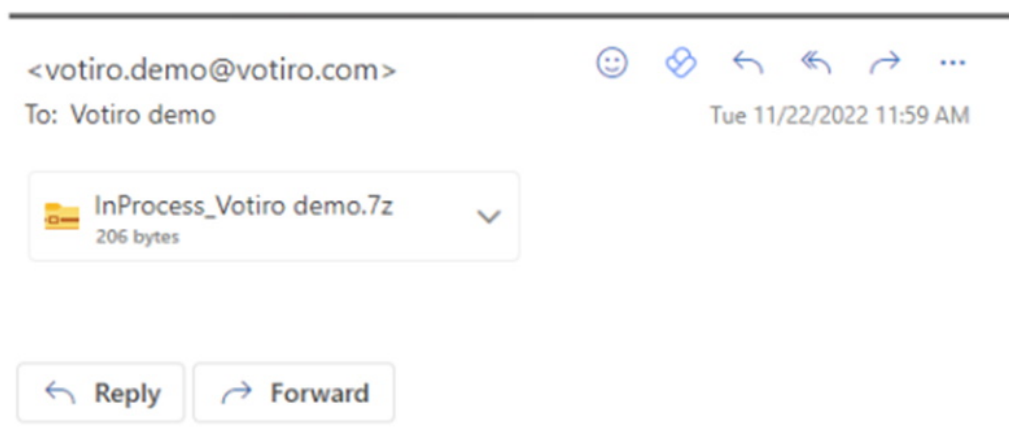 <votiro.demo@votiro.com>
To: Votiro demo
Tue 11/22/2022 11:59 AM
InProcess_Votiro demo.7z
206 bytes
Reply
Forward